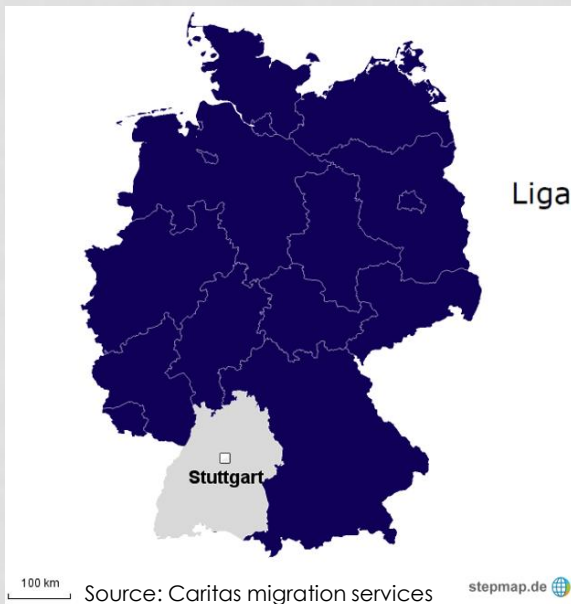 Liga
Stuttgart
100 km
Source: Caritas migration services
stepmap.de